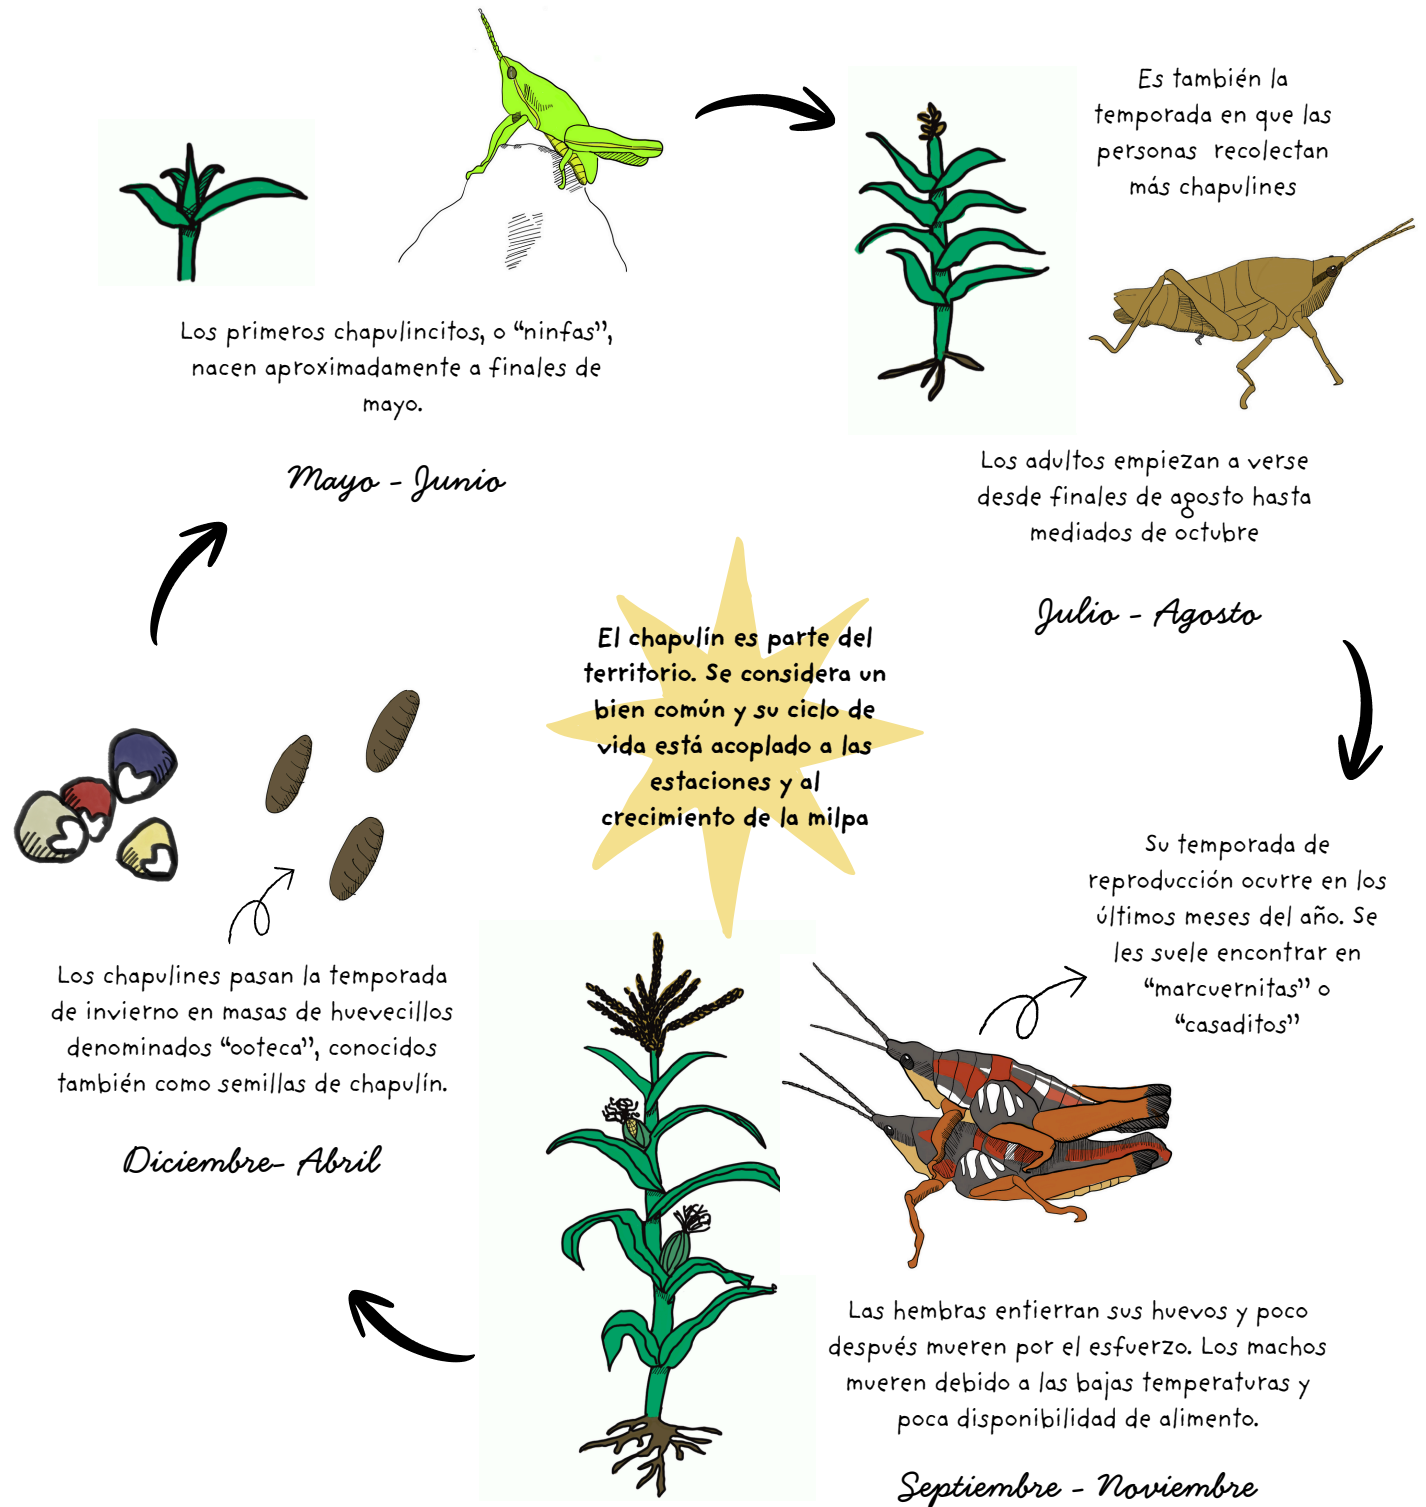 Los primeros chapulincitos, o “ninfas”,
nacen aproximadamente a finales de
mayo.
Mayo - Junio
Es también la
temporada en que las
personas recolectan
más chapulines
Los adultos empiezan a verse
desde finales de agosto hasta
mediados de octubre
Julio - Agosto
El chapulín es parte del
territorio. Se considera un
bien común y su ciclo de
vida está acoplado a las
estaciones y al
crecimiento de la milpa
Su temporada de
reproducción ocurre en los
últimos meses del año. Se
les suele encontrar en
“marcuernitas” o
“casaditos”
Las hembras entierran sus huevos y poco
después mueren por el esfuerzo. Los machos
mueren debido a las bajas temperaturas y
poca disponibilidad de alimento.
Septiembre - Noviembre
Los chapulines pasan la temporada
de invierno en masas de huevecillos
denominados “ooteca”, conocidos
también como semillas de chapulín.
Diciembre- Abril